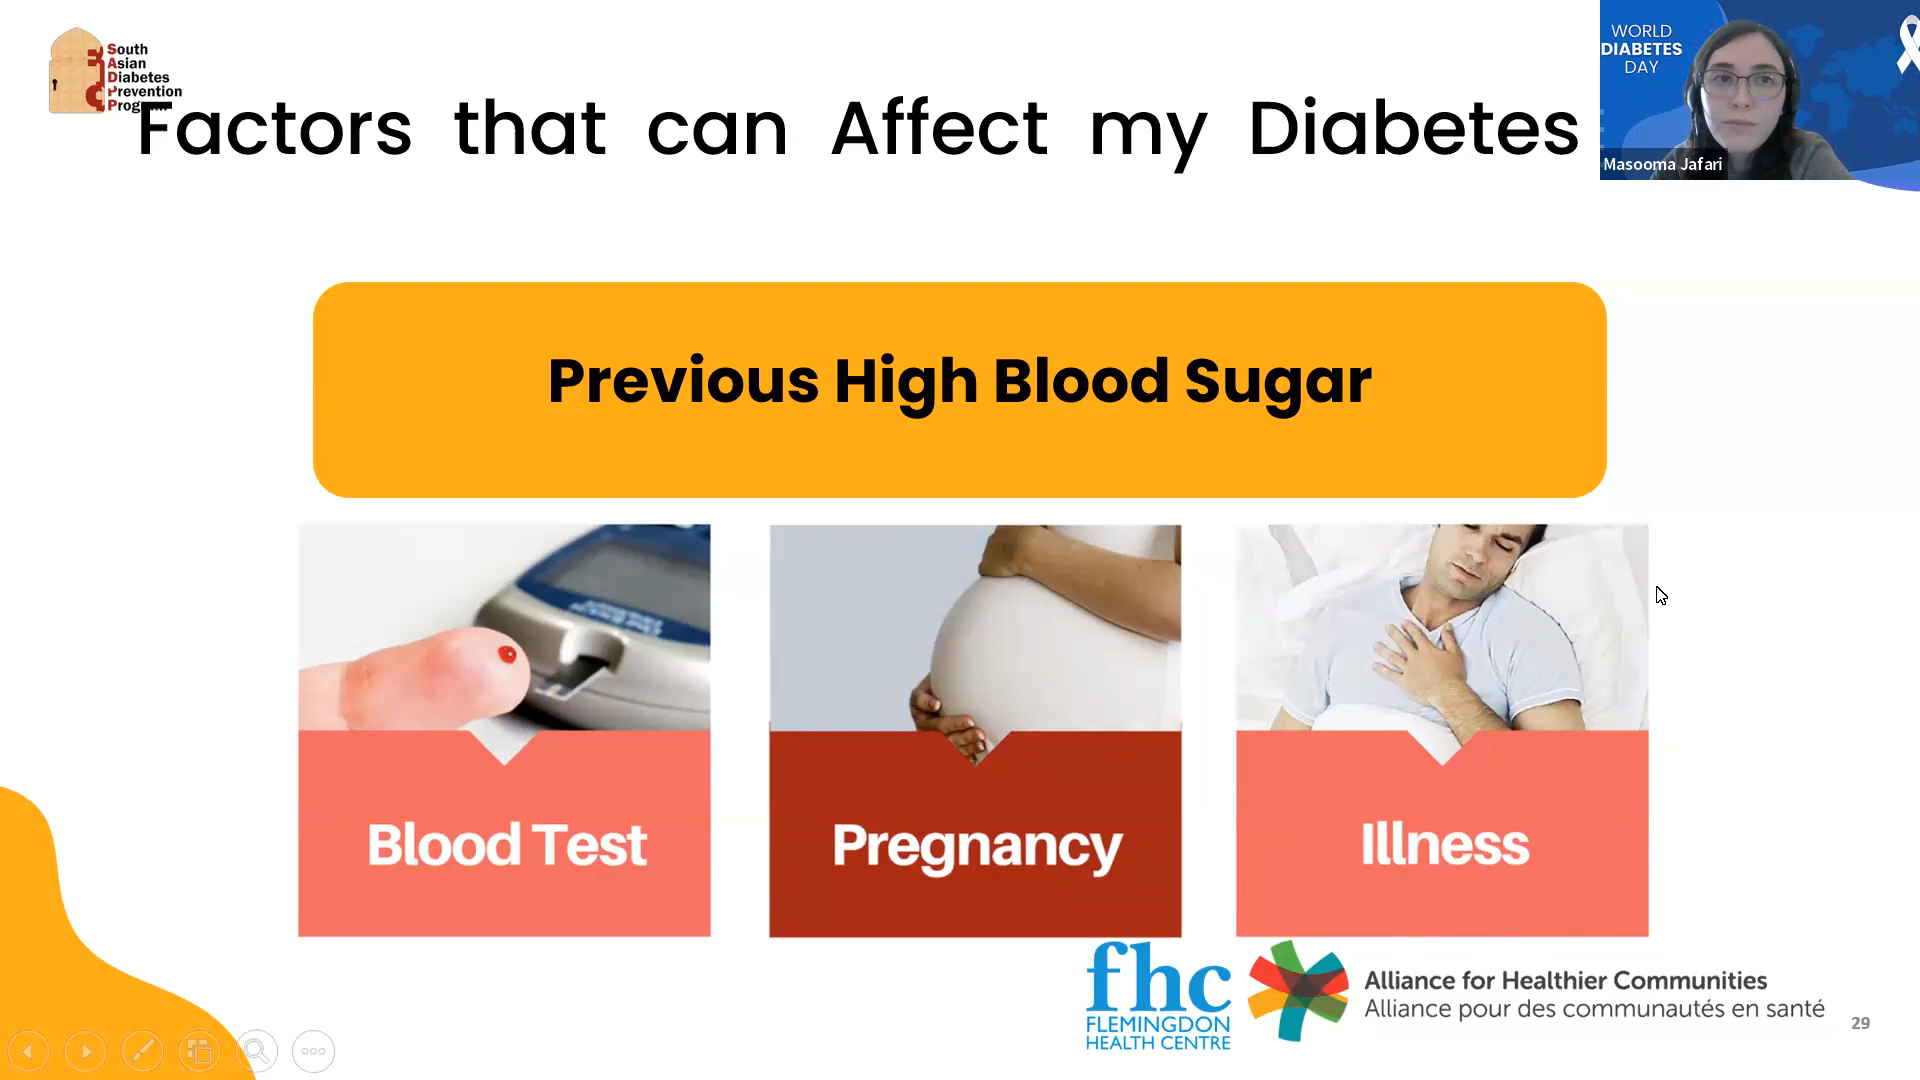 South
Asian
Diabetes
Prevention
Factors that can Affect my Diabetes
WORLD
DIABETES
DAY
Masooma Jafari
Previous High Blood Sugar
Blood Test
Pregnancy
Illness
fhc
FLEMINGDON
HEALTH CENTRE
Alliance for Healthier Communities
Alliance pour des communautés en santé
29